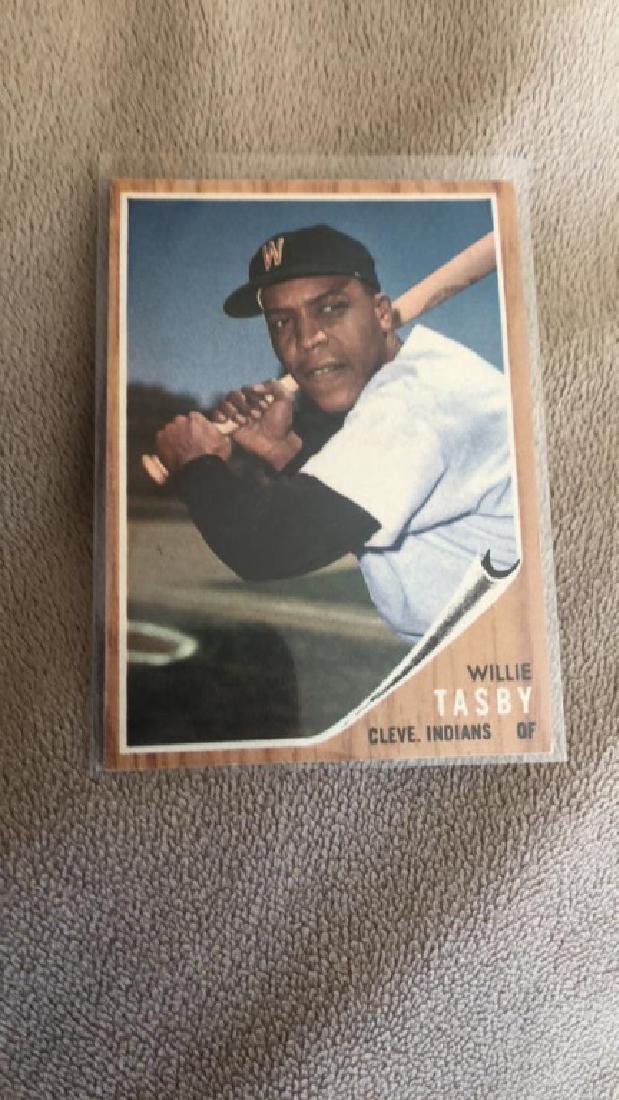 W
WILLIE
TASBY
CLEVE. INDIANS OF